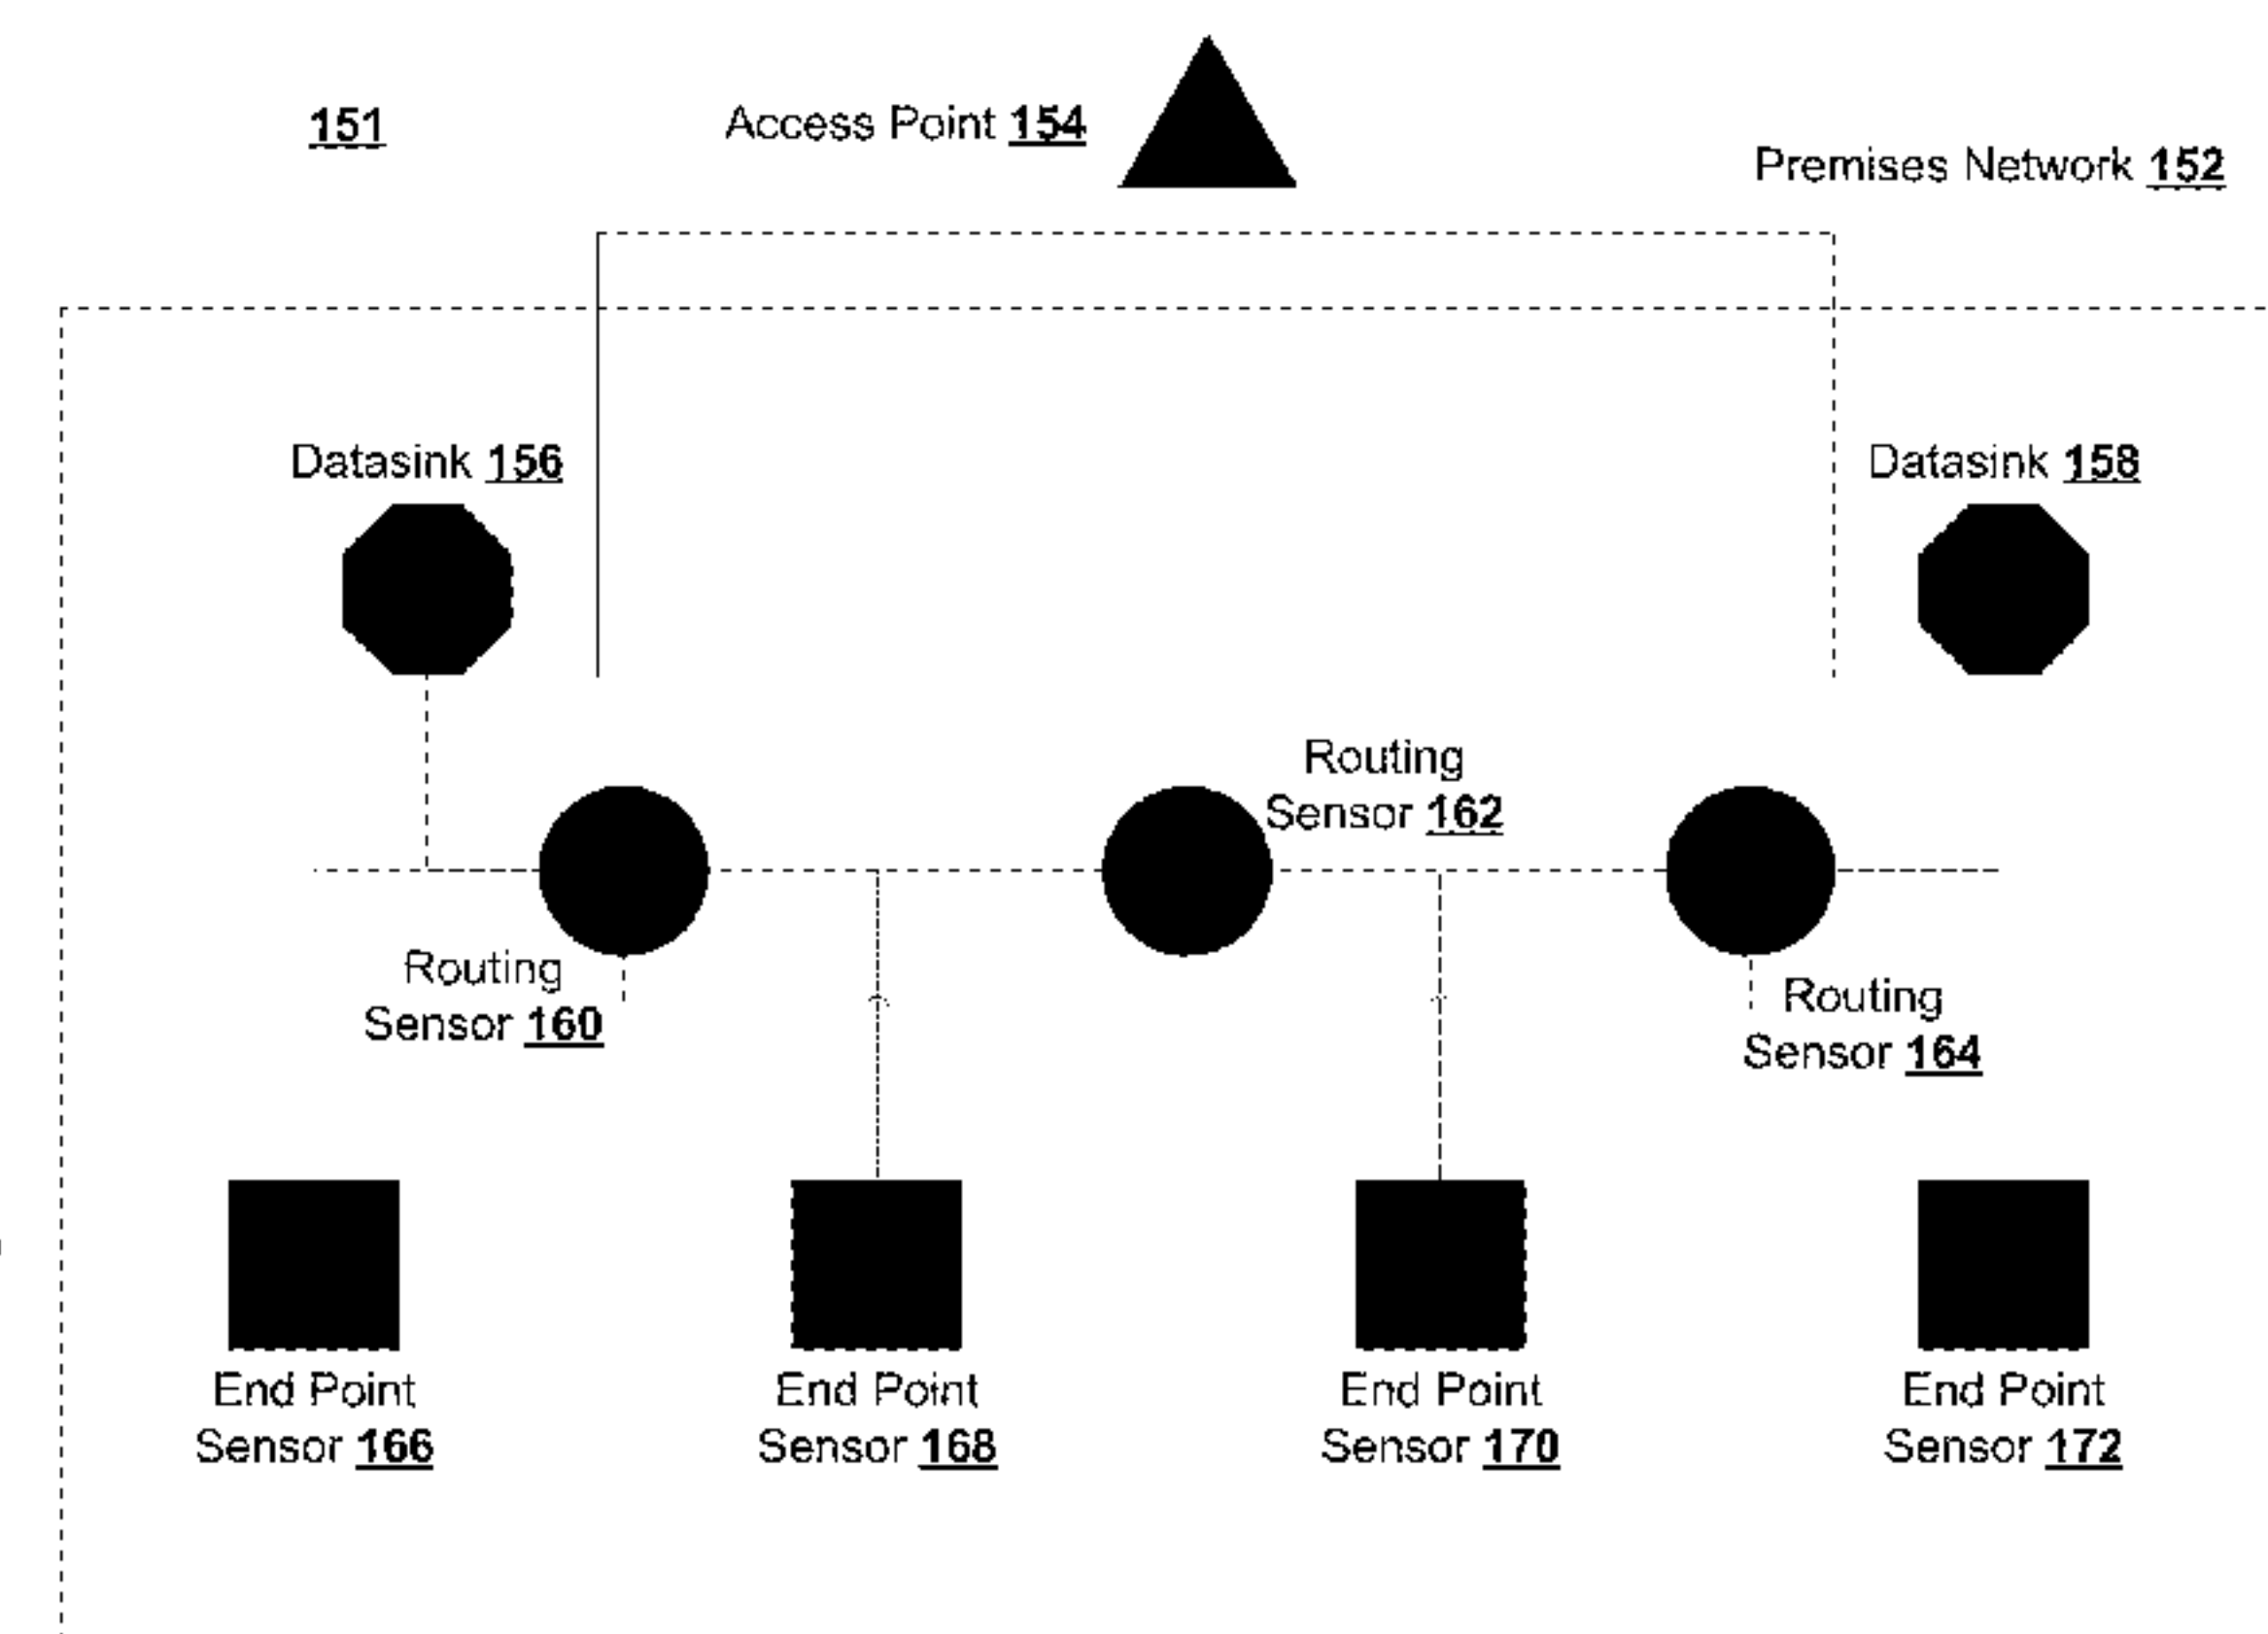 151
Access Point 154
Premises Network 152
Datasink 156
Datasink 158
Routing
Sensor 162
Routing
Sensor 160
Routing
Sensor 164
End Point
Sensor 166
End Point
Sensor 168
End Point
Sensor 170
End Point
Sensor 172